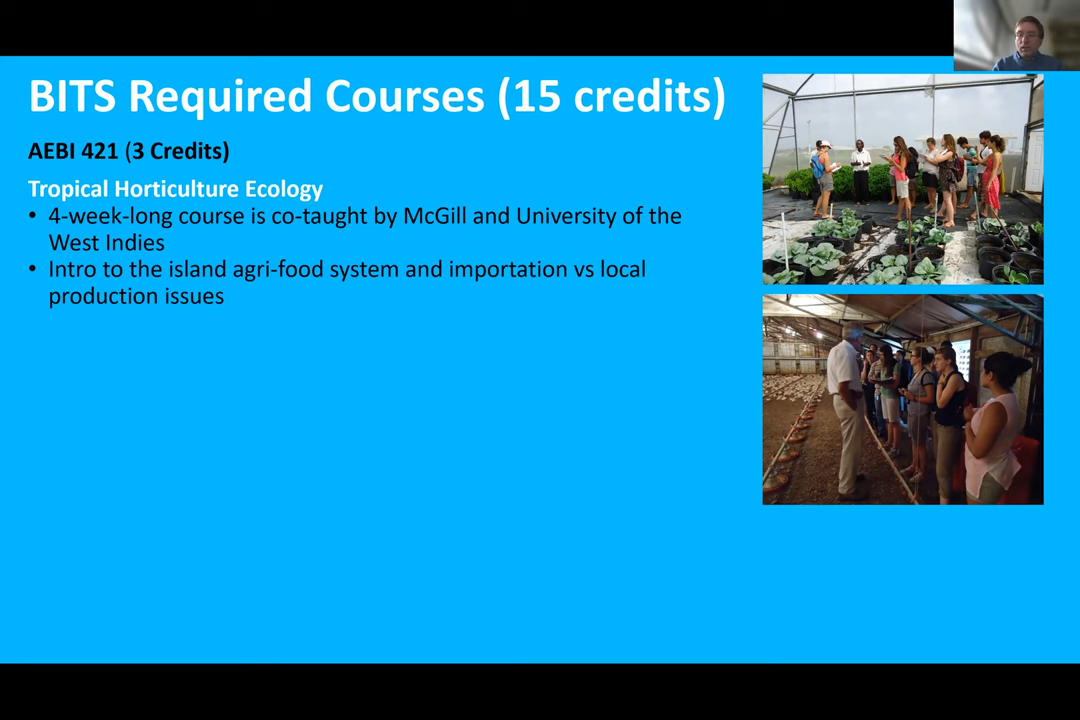 BITS Required Courses (15 credits)
AEBI 421 (3 Credits)
Tropical Horticulture Ecology
• 4-week-long course is co-taught by McGill and University of the
West Indies
• Intro to the island agri-food system and importation vs local
production issues